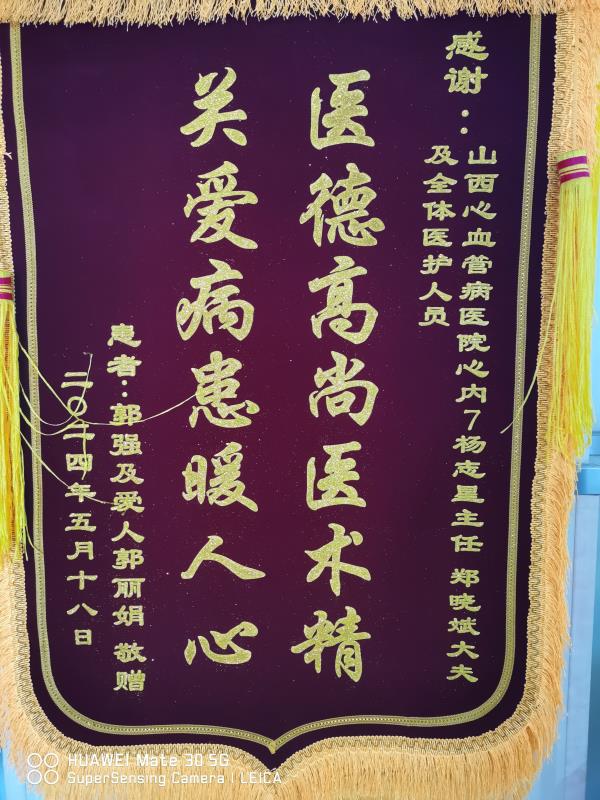 感谢：
山西心血管病医院心内7杨志星主任 郑晓斌大夫
及全体医护人员
医德高尚医术精
关爱病患暖人心
患者：郭强及爱人郭丽娟 敬赠
二〇二四年五月十八日
HUAWEI Mate 30 5G
SuperSensing Camera | LEICA